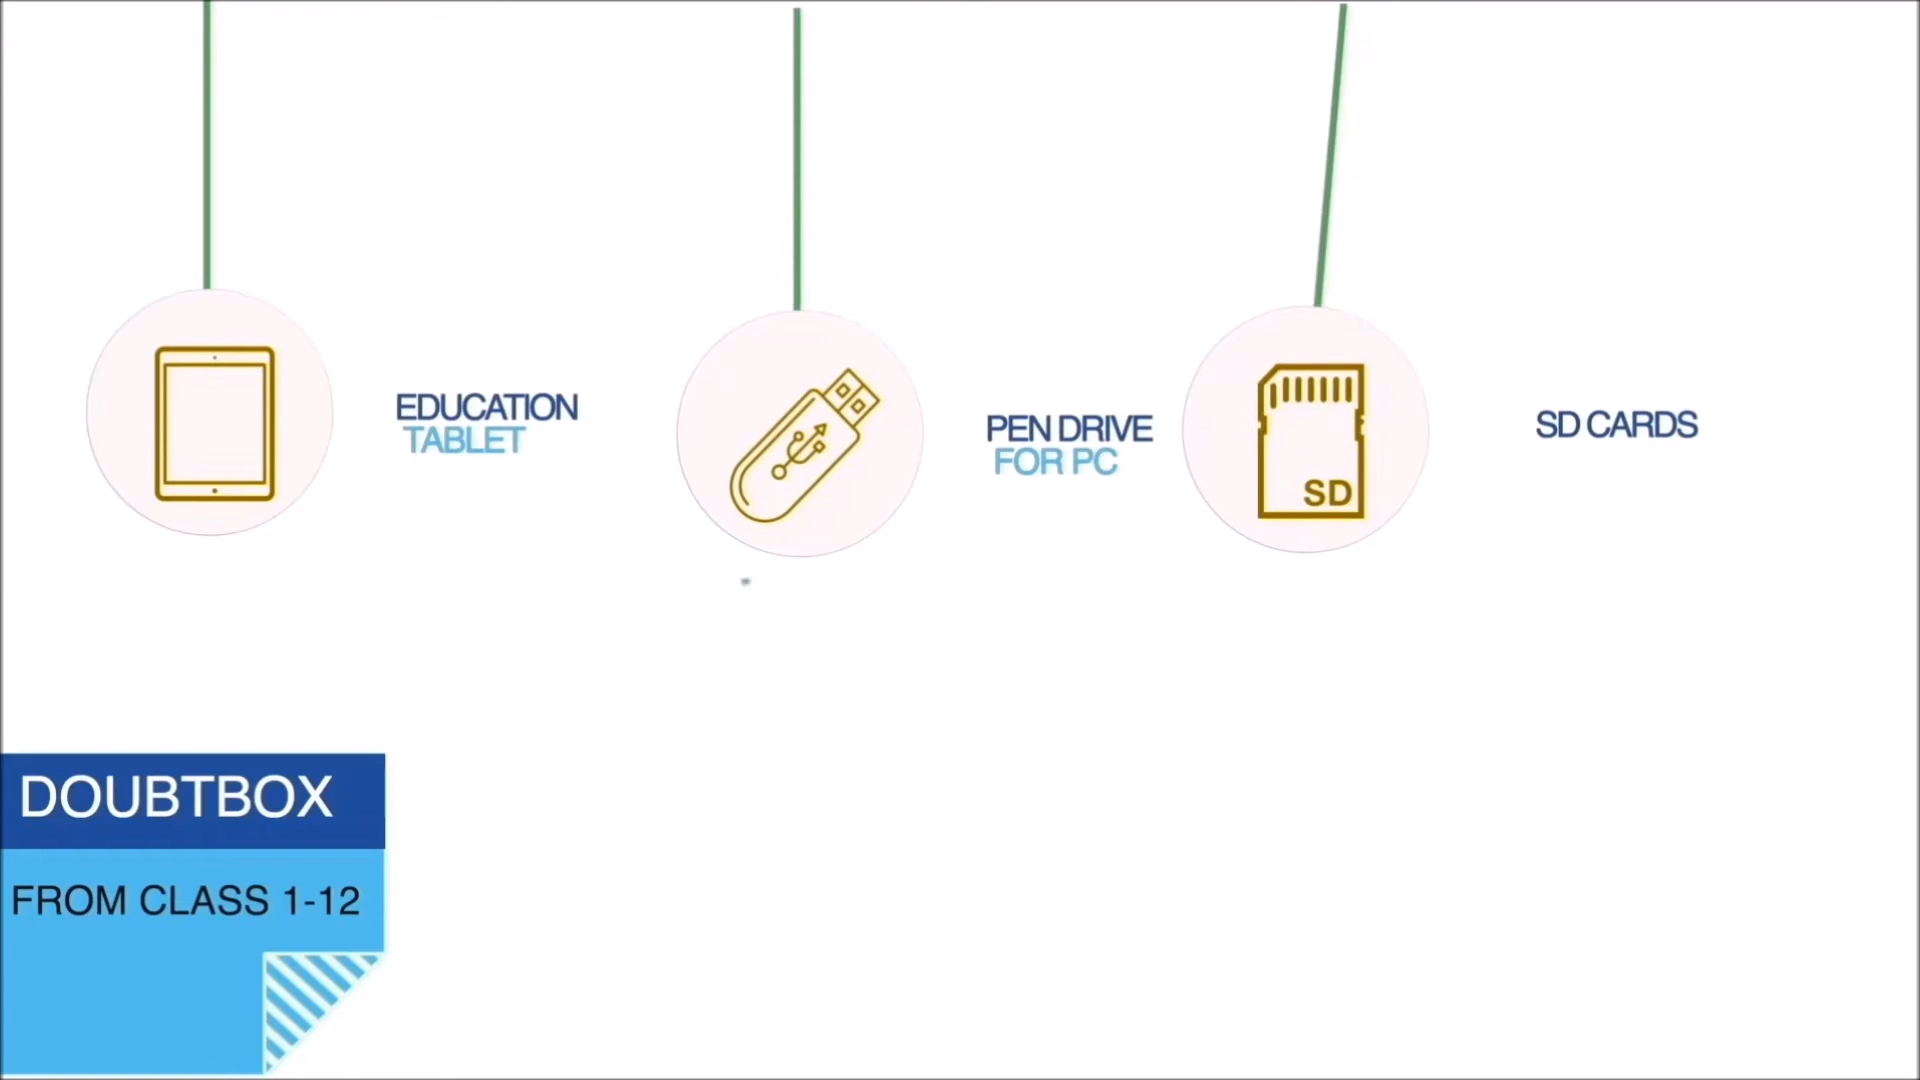 EDUCATION
TABLET
PEN DRIVE
FOR PC
SD
SD CARDS
DOUBTBOX
FROM CLASS 1-12